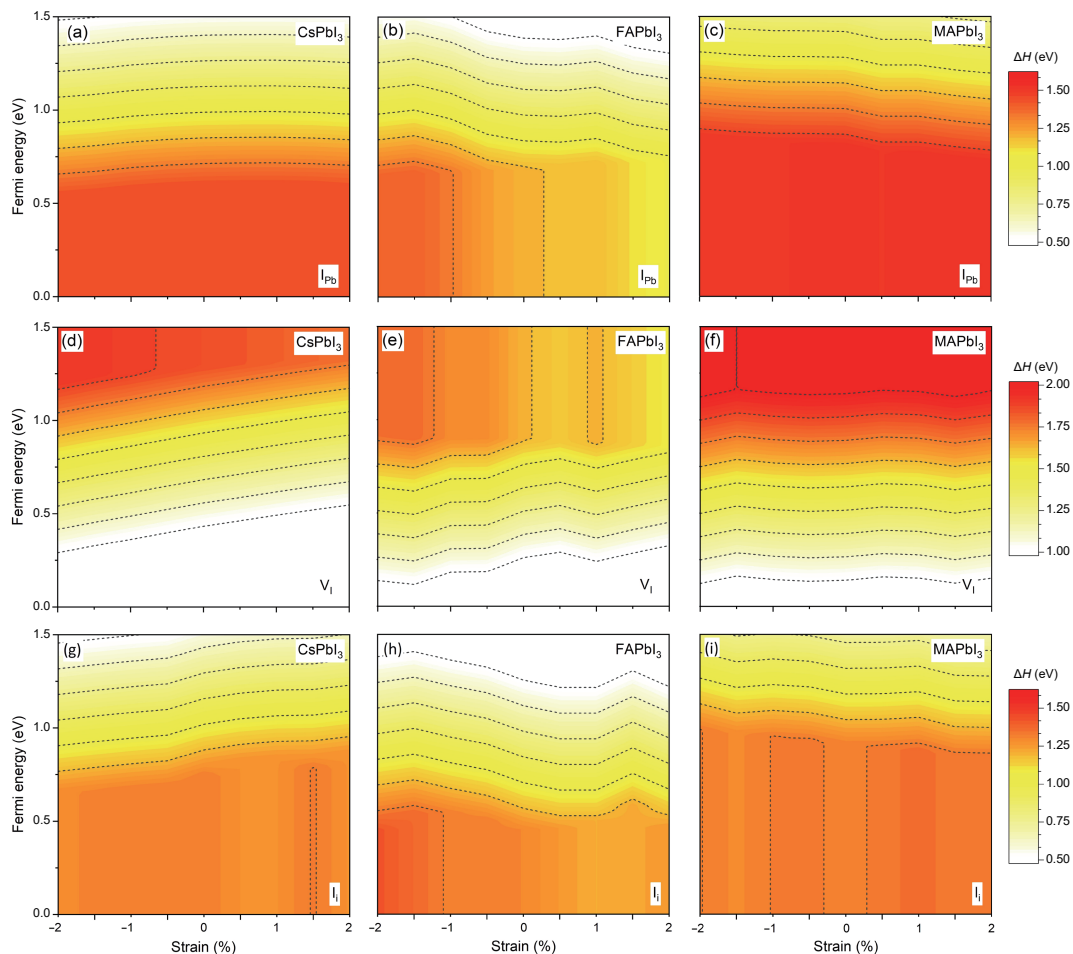 (a) CsPbI3
(b) FAPbI3
(c) MAPbI3
1.5
1.0
0.5
0.0
Fermi energy (eV)
IPb
IPb
IPb
ΔH (eV)
1.50
1.25
1.00
0.75
0.50
(d) CsPbI3
(e) FAPbI3
(f) MAPbI3
1.5
1.0
0.5
0.0
Fermi energy (eV)
VI
VI
VI
ΔH (eV)
2.00
1.75
1.50
1.25
1.00
(g) CsPbI3
(h) FAPbI3
(i) MAPbI3
1.5
1.0
0.5
0.0
Fermi energy (eV)
Ii
Ii
Ii
ΔH (eV)
1.50
1.25
1.00
0.75
0.50
−2 −1 0 1 2
−2 −1 0 1 2
−2 −1 0 1 2
Strain (%)
Strain (%)
Strain (%)